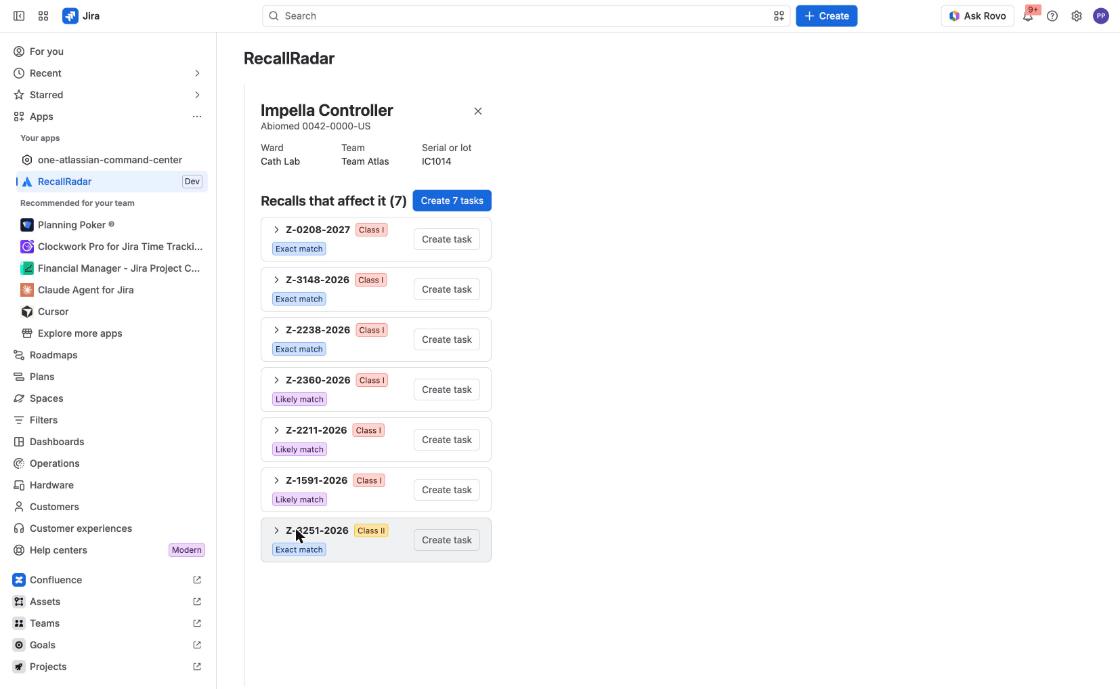 Jira
Search
Create
Ask Rovo
9+
PP
For you
Recent
Starred
Apps
Your apps
one-atlassian-command-center
RecallRadar
Dev
Recommended for your team
Planning Poker ®
Clockwork Pro for Jira Time Tracki...
Financial Manager - Jira Project C...
Claude Agent for Jira
Cursor
Explore more apps
Roadmaps
Plans
Spaces
Filters
Dashboards
Operations
Hardware
Customers
Customer experiences
Help centers
Modern
Confluence
Assets
Teams
Goals
Projects
RecallRadar
Impella Controller
Abiomed 0042-0000-US
Ward Team Serial or lot
Cath Lab Team Atlas IC1014
Recalls that affect it (7) Create 7 tasks
Z-0208-2027 Class I
Exact match
Create task
Z-3148-2026 Class I
Exact match
Create task
Z-2238-2026 Class I
Exact match
Create task
Z-2360-2026 Class I
Likely match
Create task
Z-2211-2026 Class I
Likely match
Create task
Z-1591-2026 Class I
Likely match
Create task
Z-3251-2026 Class II
Exact match
Create task